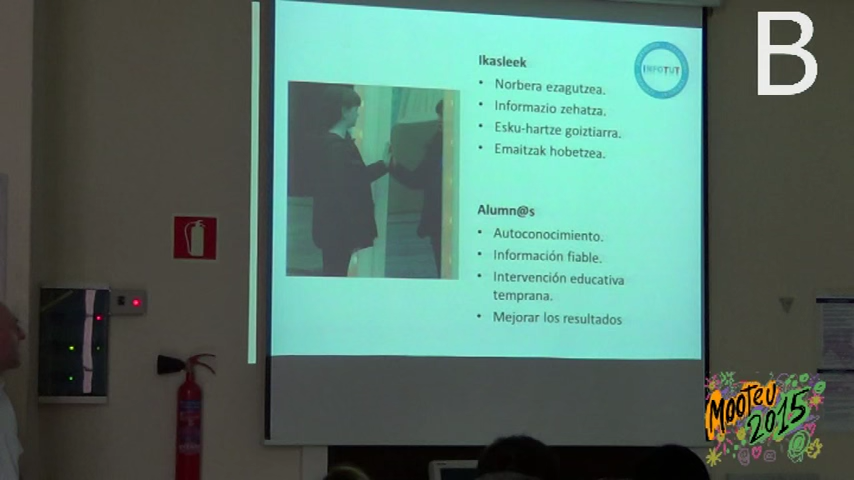 B
Ikasleek
INFOTUT
• Norbera ezagutzea.
• Informazio zehatza.
• Esku-hartze goiztiarra.
• Emaitzak hobetzea.
Alumn@s
• Autoconocimiento.
• Información fiable.
• Intervención educativa
temprana.
• Mejorar los resultados
MOOTEU
2015